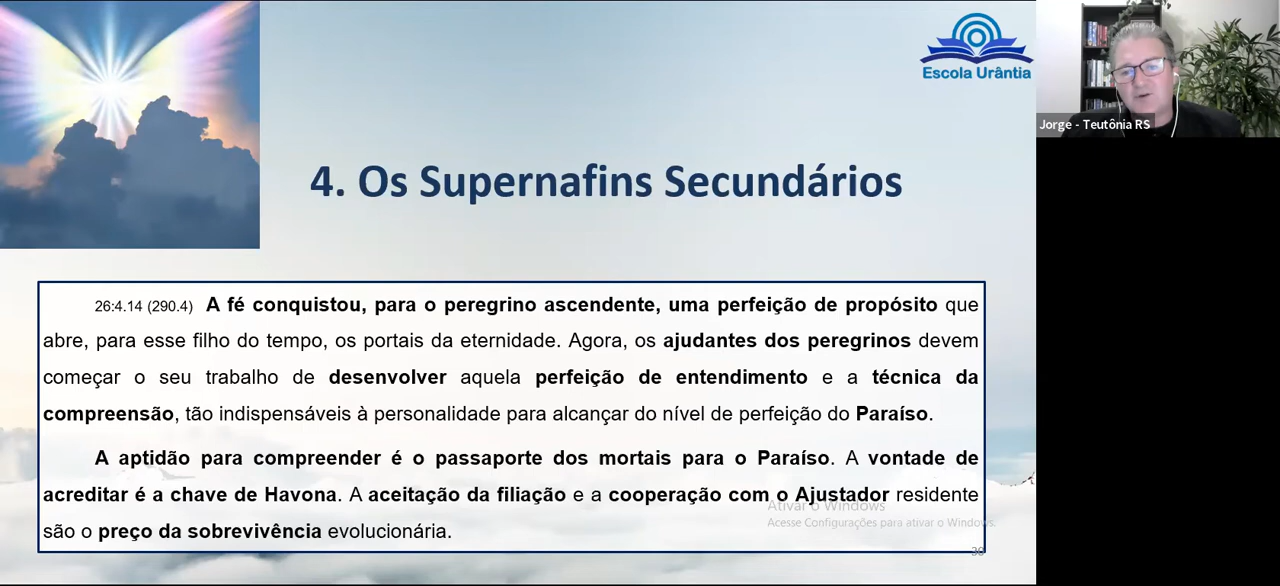 Escola Urântia
Jorge - Teutônia RS
4. Os Supernafins Secundários
26:4.14 (290.4) A fé conquistou, para o peregrino ascendente, uma perfeição de propósito que
abre, para esse filho do tempo, os portais da eternidade. Agora, os ajudantes dos peregrinos devem
começar o seu trabalho de desenvolver aquela perfeição de entendimento e a técnica da
compreensão, tão indispensáveis à personalidade para alcançar do nível de perfeição do Paraíso.
A aptidão para compreender é o passaporte dos mortais para o Paraíso. A vontade de
acreditar é a chave de Havona. A aceitação da filiação e a cooperação com o Ajustador residente
são o preço da sobrevivência evolucionária.
Ativar o Windows
Acesse Configurações para ativar o Windows.